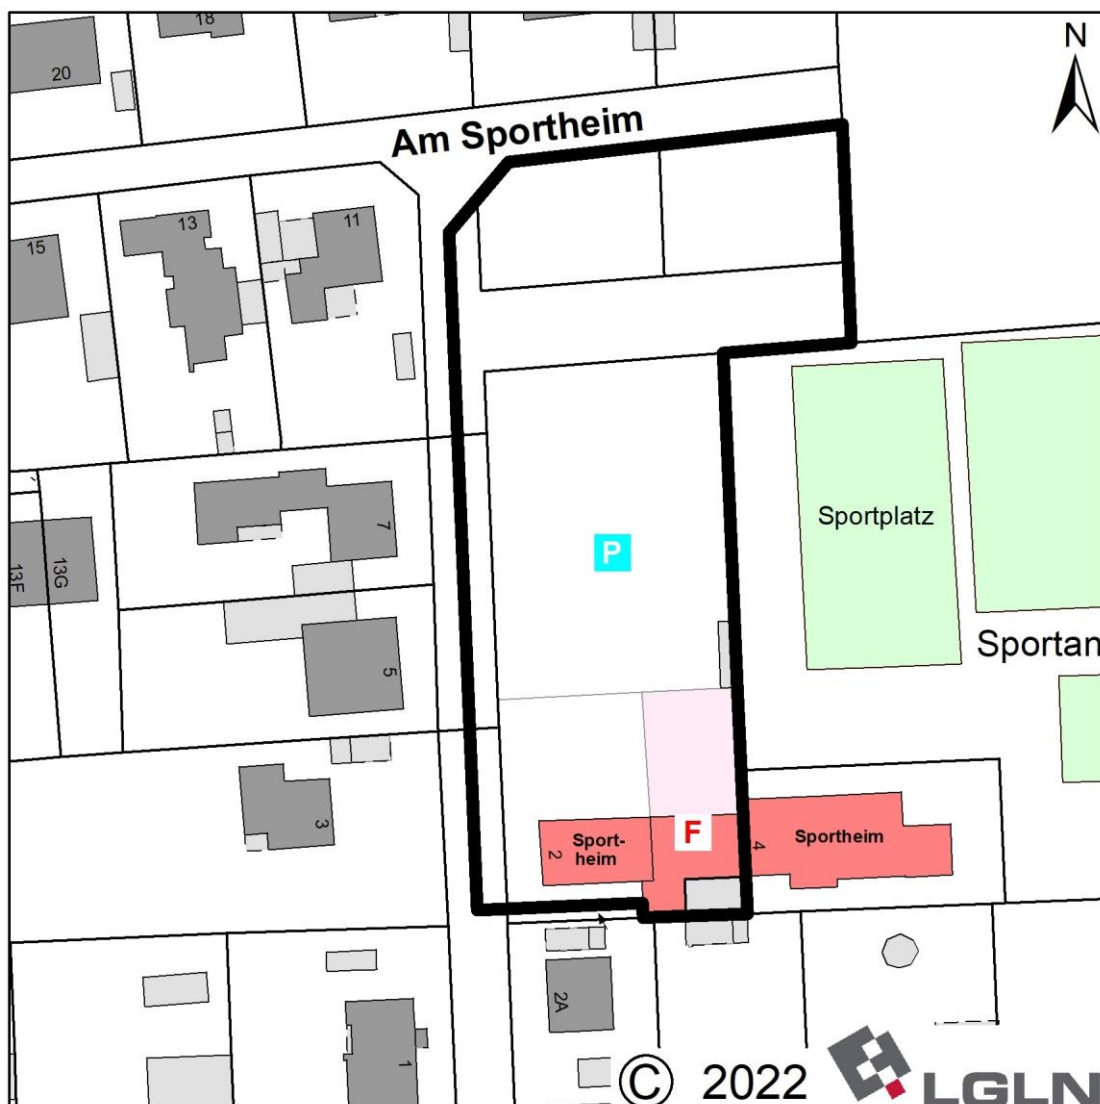 18
20
N
Am Sportheim
15
13
11
Sportplatz
P
7
13F
13G
5
Sportan
3
F
2
Sport-
heim
4
Sportheim
2A
1
© 2022
LGLN